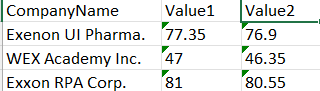 CompanyName Value1 Value2
Exenon UI Pharma. 77.35 76.9
WEX Academy Inc. 47 46.35
Exxon RPA Corp. 81 80.55